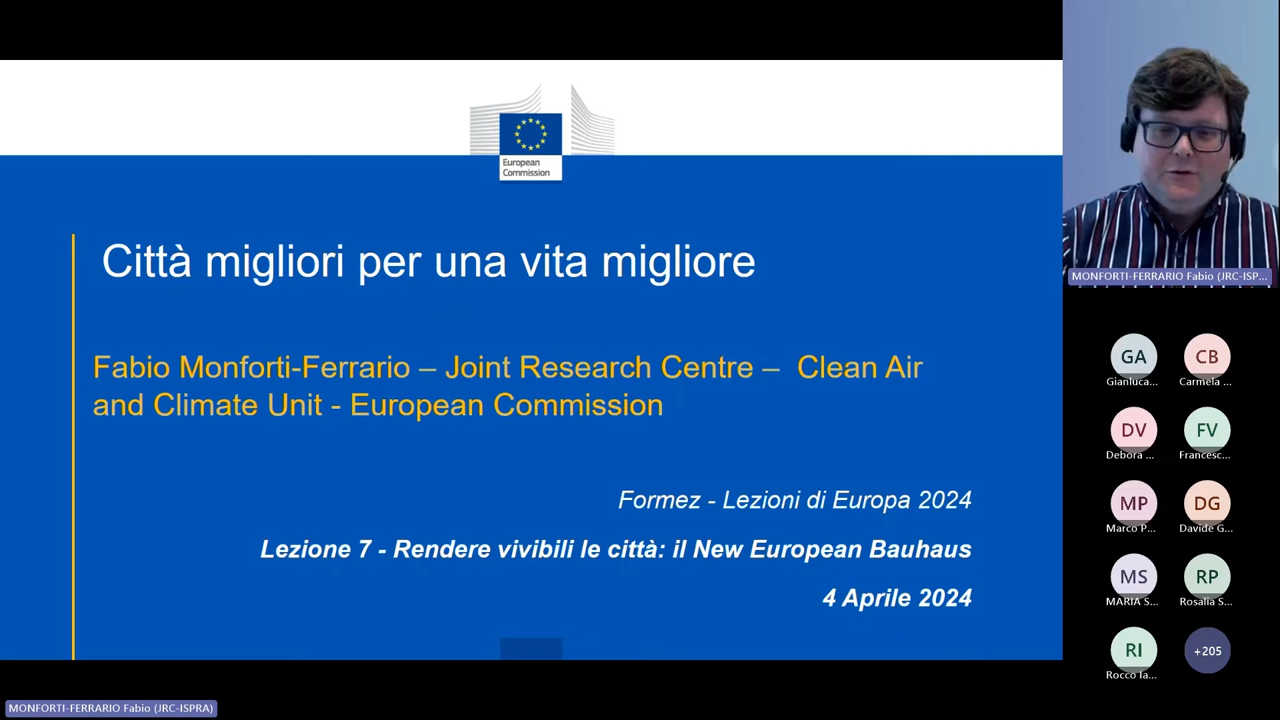 European
Commission
Città migliori per una vita migliore
Fabio Monforti-Ferrario – Joint Research Centre – Clean Air
and Climate Unit - European Commission
Formez - Lezioni di Europa 2024
Lezione 7 - Rendere vivibili le città: il New European Bauhaus
4 Aprile 2024
MONFORTI-FERRARIO Fabio (JRC-ISP...
GA
CB
Gianluca...
Carmela ...
DV
FV
Debora ...
Francesc...
MP
DG
Marco P...
Davide G...
MS
RP
MARIA S...
Rosalia S...
RI
+205
Rocco Ia...
MONFORTI-FERRARIO Fabio (JRC-ISPRA)